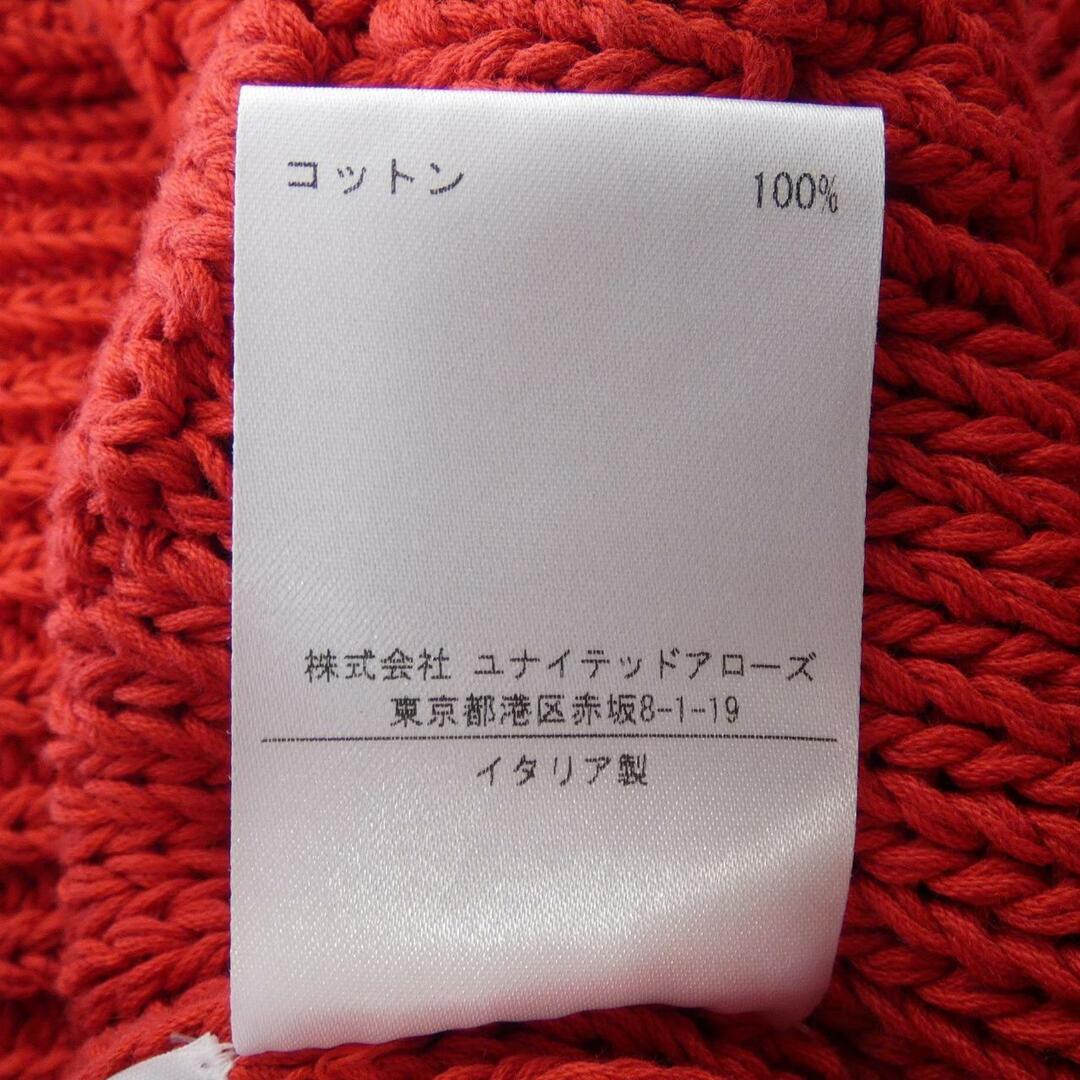 コットン 100%
株式会社 ユナイテッドアローズ
東京都港区赤坂8-1-19
イタリア製